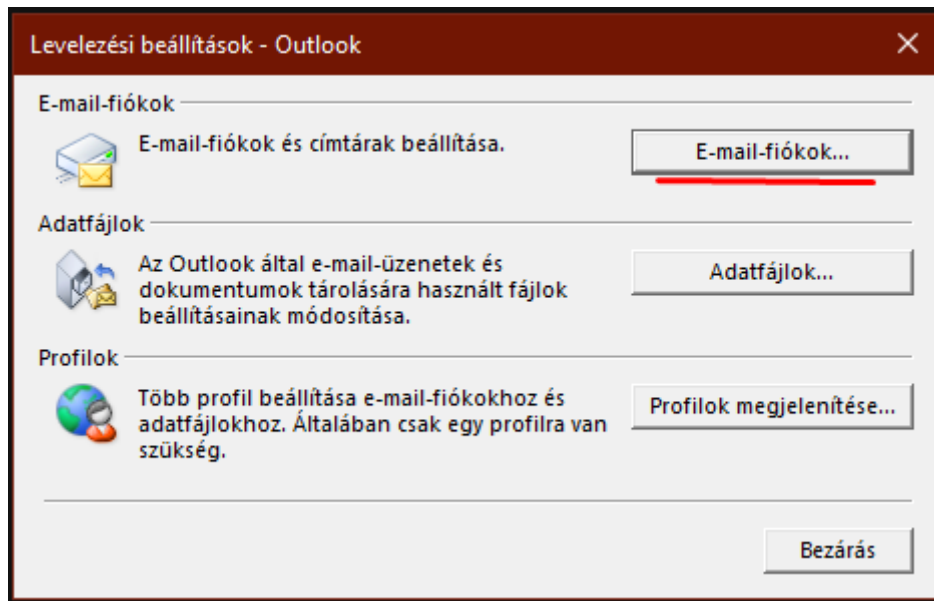 Levelezési beállítások - Outlook
E-mail-fiókok
E-mail-fiókok és címtárak beállítása.
E-mail-fiókok...
Adatfájlok
Az Outlook által e-mail-üzenetek és
dokumentumok tárolására használt fájlok
beállításainak módosítása.
Adatfájlok...
Profilok
Több profil beállítása e-mail-fiókokhoz és
adatfájlokhoz. Általában csak egy profilra van
szükség.
Profilok megjelenítése...
Bezárás